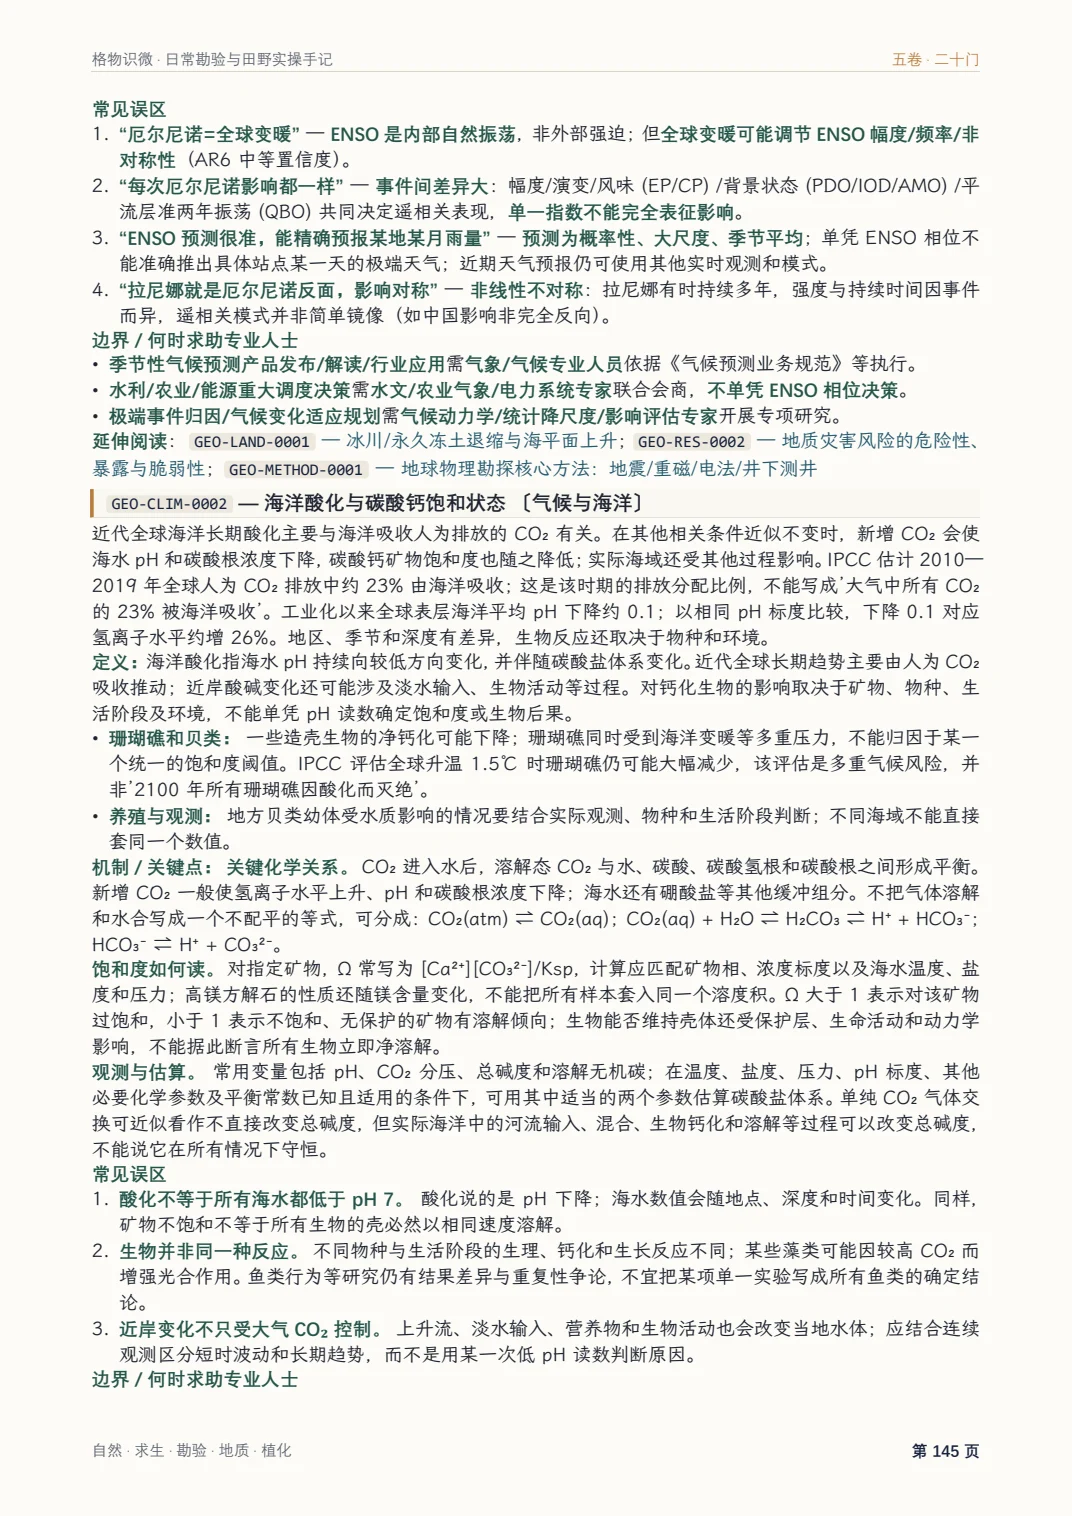 格物识微 · 日常勘验与田野实操手记
五卷 · 二十门
常见误区
1. “厄尔尼诺=全球变暖” — ENSO 是内部自然振荡，非外部强迫；但全球变暖可能调节 ENSO 幅度/频率/非
对称性（AR6 中等置信度）。
2. “每次厄尔尼诺影响都一样” — 事件间差异大：幅度/演变/风味 (EP/CP) /背景状态 (PDO/IOD/AMO) /平
流层准两年振荡 (QBO) 共同决定遥相关表现，单一指数不能完全表征影响。
3. “ENSO 预测很准，能精确预报某地某月雨量” — 预测为概率性、大尺度、季节平均；单凭 ENSO 相位不
能准确推出具体站点某一天的极端天气；近期天气预报仍可使用其他实时观测和模式。
4. “拉尼娜就是厄尔尼诺反面，影响对称” — 非线性不对称：拉尼娜有时持续多年，强度与持续时间因事件
而异，遥相关模式并非简单镜像（如中国影响非完全反向）。
边界 / 何时求助专业人士
• 季节性气候预测产品发布/解读/行业应用需气象/气候专业人员依据《气候预测业务规范》等执行。
• 水利/农业/能源重大调度决策需水文/农业气象/电力系统专家联合会商，不单凭 ENSO 相位决策。
• 极端事件归因/气候变化适应规划需气候动力学/统计降尺度/影响评估专家开展专项研究。
延伸阅读： GEO-LAND-0001 — 冰川/永久冻土退缩与海平面上升； GEO-RES-0002 — 地质灾害风险的危险性、
暴露与脆弱性； GEO-METHOD-0001 — 地球物理勘探核心方法：地震/重磁/电法/井下测井
GEO-CLIM-0002 — 海洋酸化与碳酸钙饱和状态 〔气候与海洋〕
近代全球海洋长期酸化主要与海洋吸收人为排放的 CO₂ 有关。在其他相关条件近似不变时，新增 CO₂ 会使
海水 pH 和碳酸根浓度下降，碳酸钙矿物饱和度也随之降低；实际海域还受其他过程影响。IPCC 估计 2010—
2019 年全球人为 CO₂ 排放中约 23% 由海洋吸收；这是该时期的排放分配比例，不能写成’大气中所有 CO₂
的 23% 被海洋吸收’。工业化以来全球表层海洋平均 pH 下降约 0.1；以相同 pH 标度比较，下降 0.1 对应
氢离子水平约增 26%。地区、季节和深度有差异，生物反应还取决于物种和环境。
定义：海洋酸化指海水 pH 持续向较低方向变化，并伴随碳酸盐体系变化。近代全球长期趋势主要由人为 CO₂
吸收推动；近岸酸碱变化还可能涉及淡水输入、生物活动等过程。对钙化生物的影响取决于矿物、物种、生
活阶段及环境，不能单凭 pH 读数确定饱和度或生物后果。
• 珊瑚礁和贝类： 一些造壳生物的净钙化可能下降；珊瑚礁同时受到海洋变暖等多重压力，不能归因于某一
个统一的饱和度阈值。IPCC 评估全球升温 1.5℃ 时珊瑚礁仍可能大幅减少，该评估是多重气候风险，并
非’2100 年所有珊瑚礁因酸化而灭绝’。
• 养殖与观测： 地方贝类幼体受水质影响的情况要结合实际观测、物种和生活阶段判断；不同海域不能直接
套同一个数值。
机制 / 关键点： 关键化学关系。 CO₂ 进入水后，溶解态 CO₂ 与水、碳酸、碳酸氢根和碳酸根之间形成平衡。
新增 CO₂ 一般使氢离子水平上升、pH 和碳酸根浓度下降；海水还有硼酸盐等其他缓冲组分。不把气体溶解
和水合写成一个不配平的等式，可分成：CO₂(atm) ⇌ CO₂(aq)；CO₂(aq) + H₂O ⇌ H₂CO₃ ⇌ H⁺ + HCO₃⁻；
HCO₃⁻ ⇌ H⁺ + CO₃²⁻。
饱和度如何读。 对指定矿物，Ω 常写为 [Ca²⁺][CO₃²⁻]/Ksp，计算应匹配矿物相、浓度标度以及海水温度、盐
度和压力；高镁方解石的性质还随镁含量变化，不能把所有样本套入同一个溶度积。Ω 大于 1 表示对该矿物
过饱和，小于 1 表示不饱和、无保护的矿物有溶解倾向；生物能否维持壳体还受保护层、生命活动和动力学
影响，不能据此断言所有生物立即净溶解。
观测与估算。 常用变量包括 pH、CO₂ 分压、总碱度和溶解无机碳；在温度、盐度、压力、pH 标度、其他
必要化学参数及平衡常数已知且适用的条件下，可用其中适当的两个参数估算碳酸盐体系。单纯 CO₂ 气体交
换可近似看作不直接改变总碱度，但实际海洋中的河流输入、混合、生物钙化和溶解等过程可以改变总碱度，
不能说它在所有情况下守恒。
常见误区
1. 酸化不等于所有海水都低于 pH 7。 酸化说的是 pH 下降；海水数值会随地点、深度和时间变化。同样，
矿物不饱和不等于所有生物的壳必然以相同速度溶解。
2. 生物并非同一种反应。 不同物种与生活阶段的生理、钙化和生长反应不同；某些藻类可能因较高 CO₂ 而
增强光合作用。鱼类行为等研究仍有结果差异与重复性争论，不宜把某项单一实验写成所有鱼类的确定结
论。
3. 近岸变化不只受大气 CO₂ 控制。 上升流、淡水输入、营养物和生物活动也会改变当地水体；应结合连续
观测区分短时波动和长期趋势，而不是用某一次低 pH 读数判断原因。
边界 / 何时求助专业人士
自然 · 求生 · 勘验 · 地质 · 植化
第 145 页